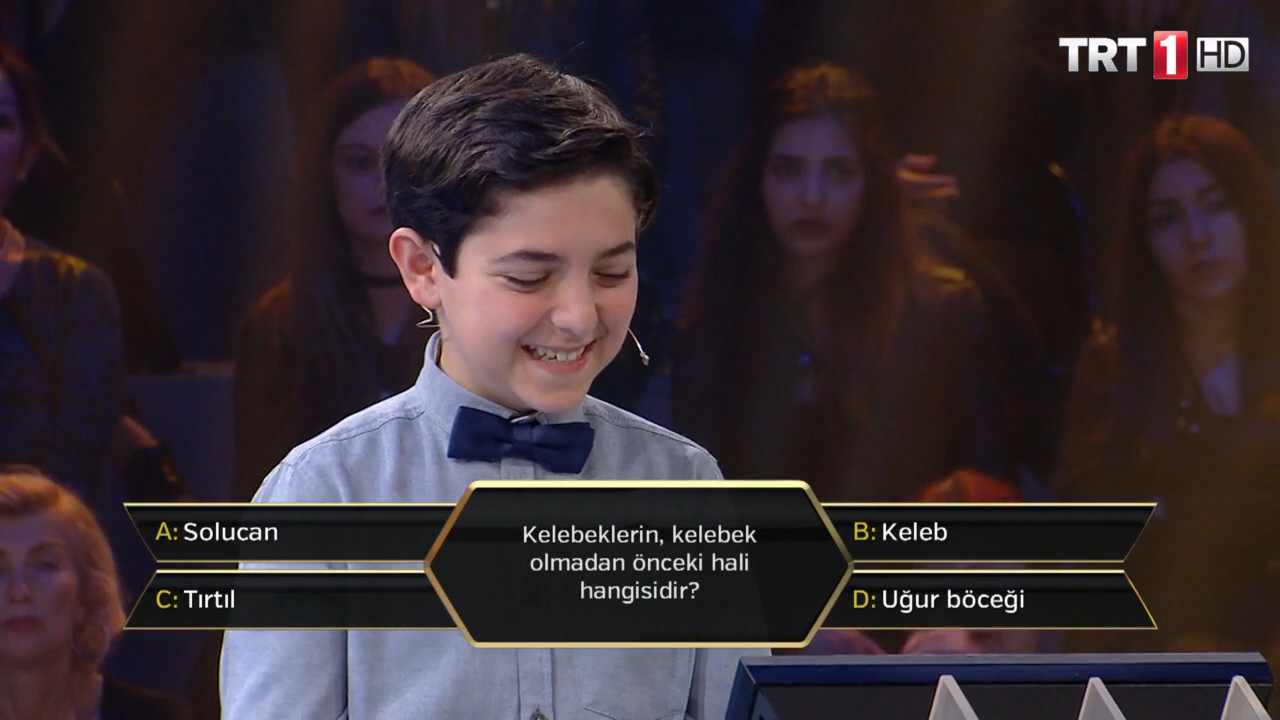 TRT 1 HD
Kelebeklerin, kelebek
olmadan önceki hali
hangisidir?
A: Solucan
B: Keleb
C: Tırtıl
D: Uğur böceği